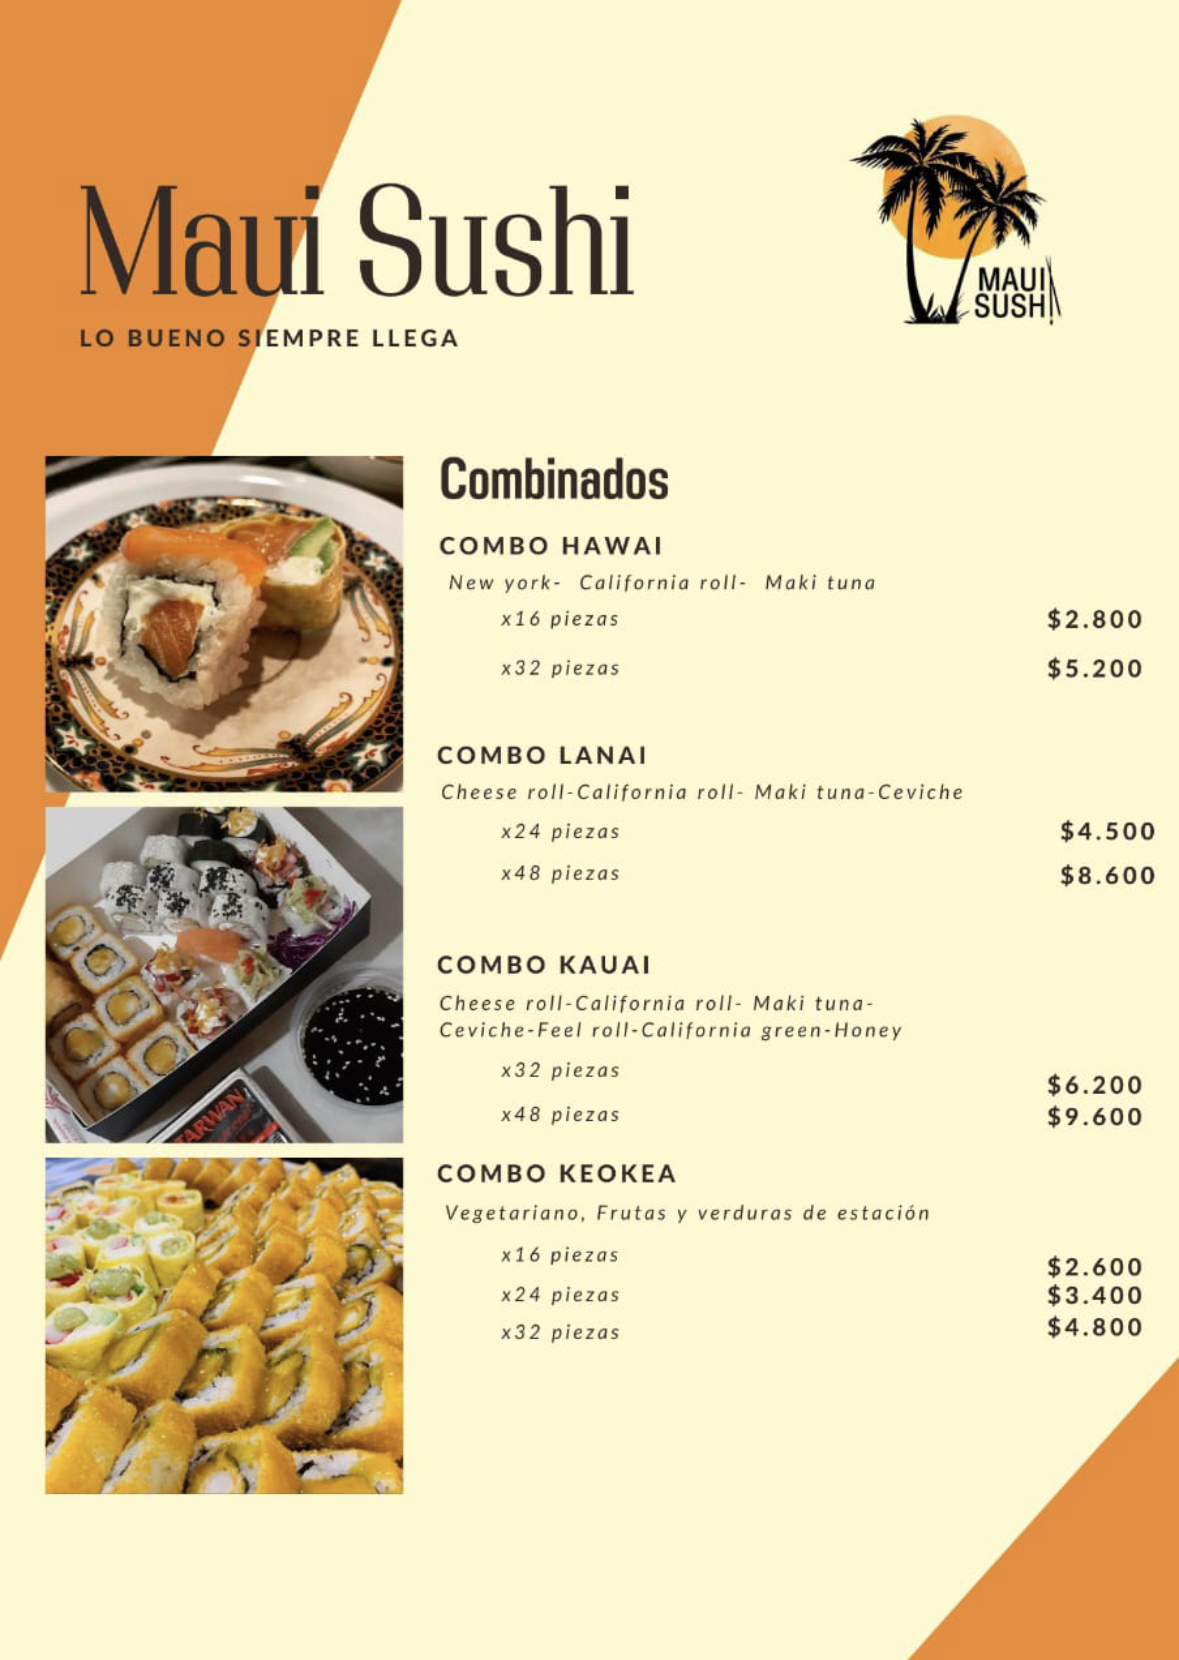 Maui Sushi
LO BUENO SIEMPRE LLEGA
MAUI
SUSHI
Combinados
COMBO HAWAI
New york- California roll- Maki tuna
x16 piezas $2.800
x32 piezas $5.200
COMBO LANAI
Cheese roll-California roll- Maki tuna-Ceviche
x24 piezas $4.500
x48 piezas $8.600
COMBO KAUAI
Cheese roll-California roll- Maki tuna-
Ceviche-Feel roll-California green-Honey
x32 piezas $6.200
x48 piezas $9.600
TARWAN
COMBO KEOKEA
Vegetariano, Frutas y verduras de estación
x16 piezas $2.600
x24 piezas $3.400
x32 piezas $4.800